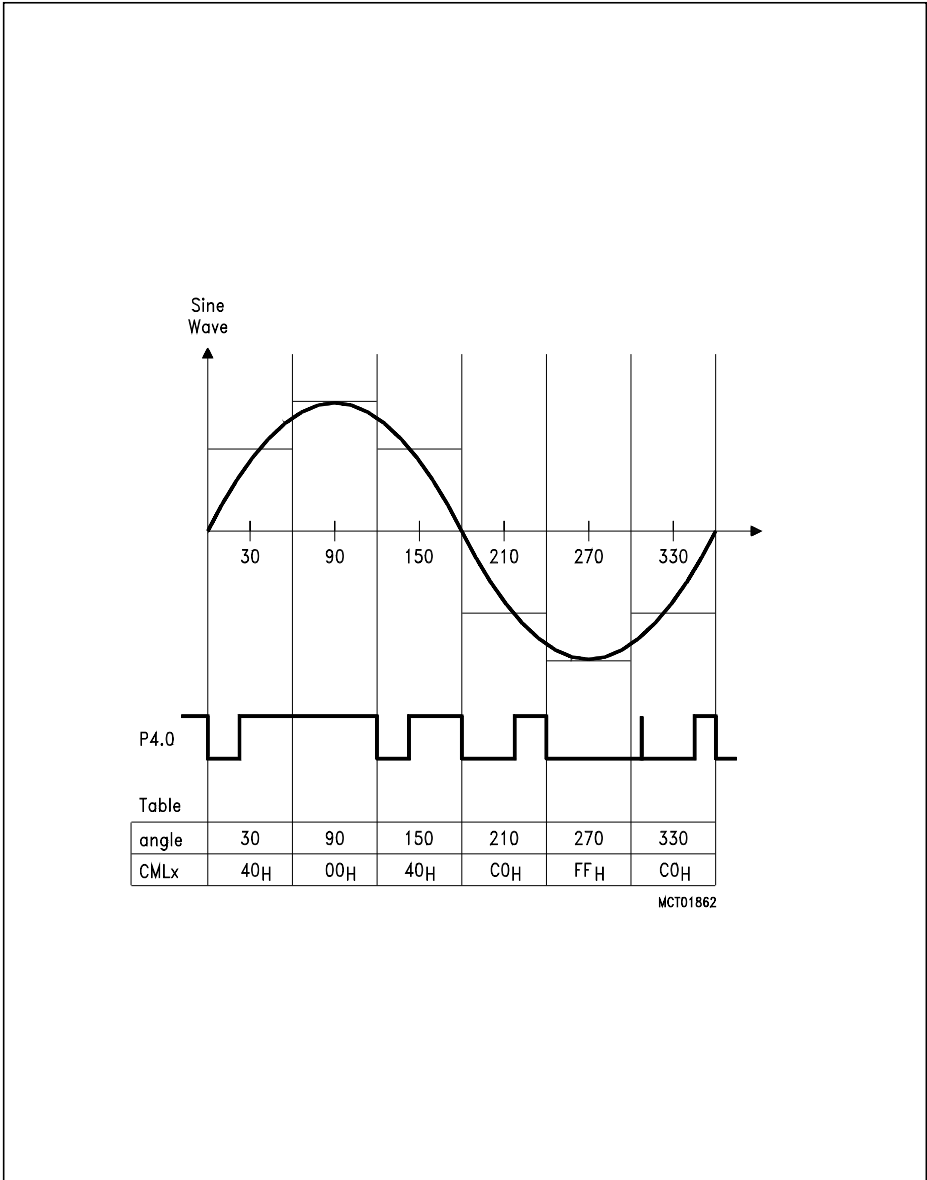 Sine
Wave
30 90 150 210 270 330
P4.0
Table
angle 30 90 150 210 270 330
CMLx 40H 00H 40H C0H FFH C0H
MCT01862